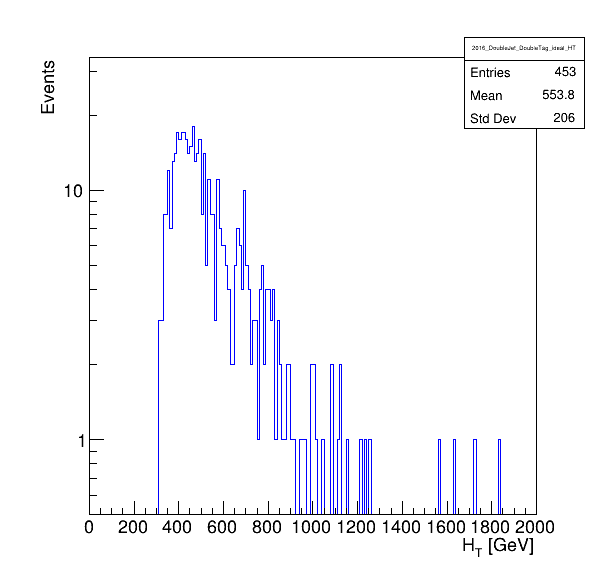 2016_DoubleJet_DoubleTag_ideal_HT
Entries 453
Mean 553.8
Std Dev 206
Events
10
1
0 200 400 600 800 1000 1200 1400 1600 1800 2000
H_T [GeV]